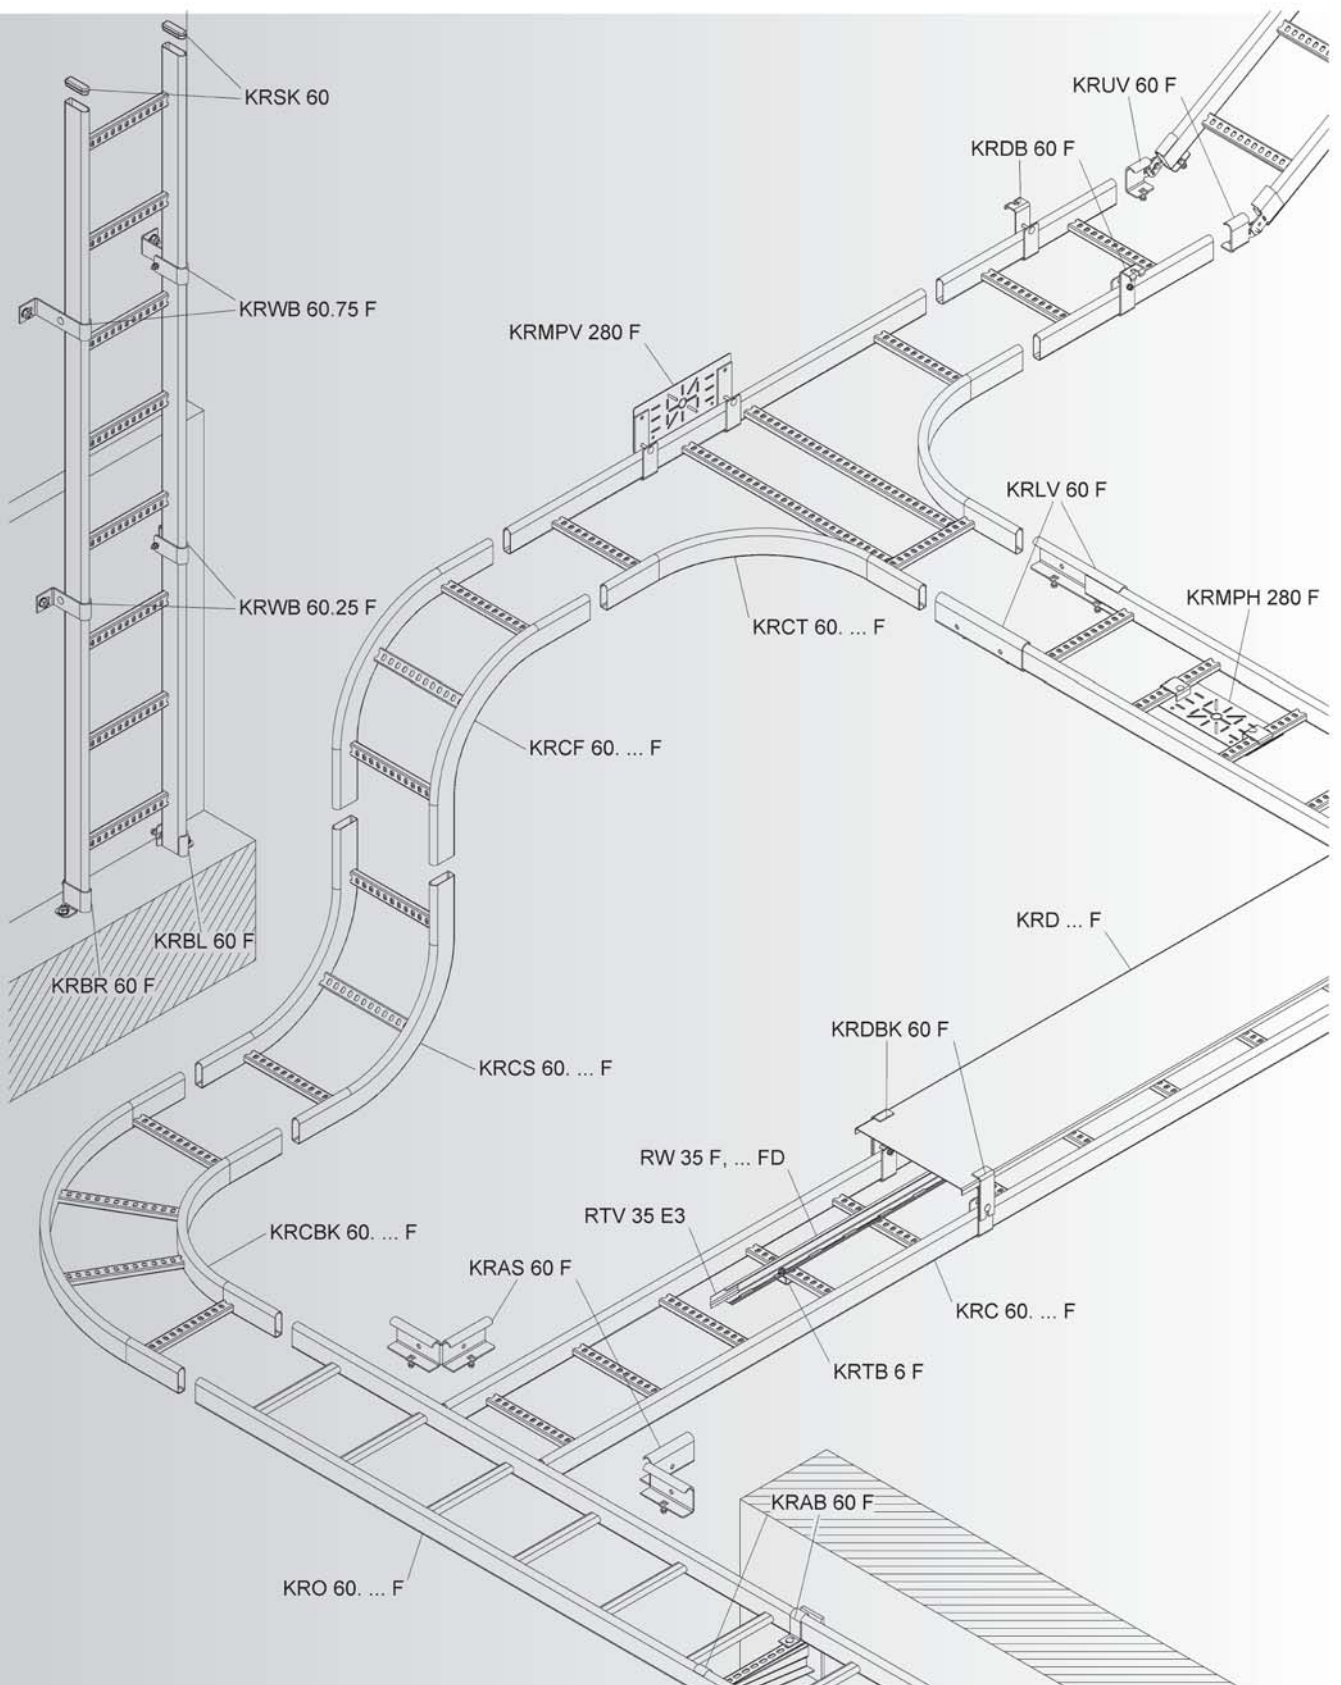 KRSK 60
KRUV 60 F
KRDB 60 F
KRWB 60.75 F
KRMPV 280 F
KRLV 60 F
KRWB 60.25 F
KRMPH 280 F
KRCT 60. ... F
KRCF 60. ... F
KRD ... F
KRBL 60 F
KRBR 60 F
KRDBK 60 F
KRCS 60. ... F
RW 35 F, ... FD
RTV 35 E3
KRCBK 60. ... F
KRAS 60 F
KRC 60. ... F
KRTB 6 F
KRAB 60 F
KRO 60. ... F